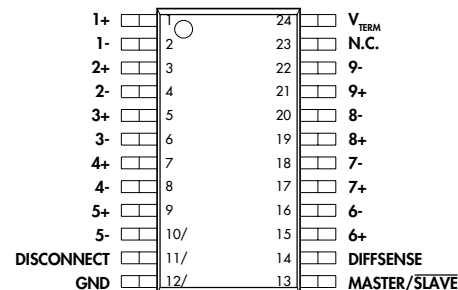 1+ 1 24 V_TERM
1- 2 23 N.C.
2+ 3 22 9-
2- 4 21 9+
3+ 5 20 8-
3- 6 19 8+
4+ 7 18 7-
4- 8 17 7+
5+ 9 16 6-
5- 10/ 15 6+
DISCONNECT 11/ 14 DIFFSENSE
GND 12/ 13 MASTER/SLAVE